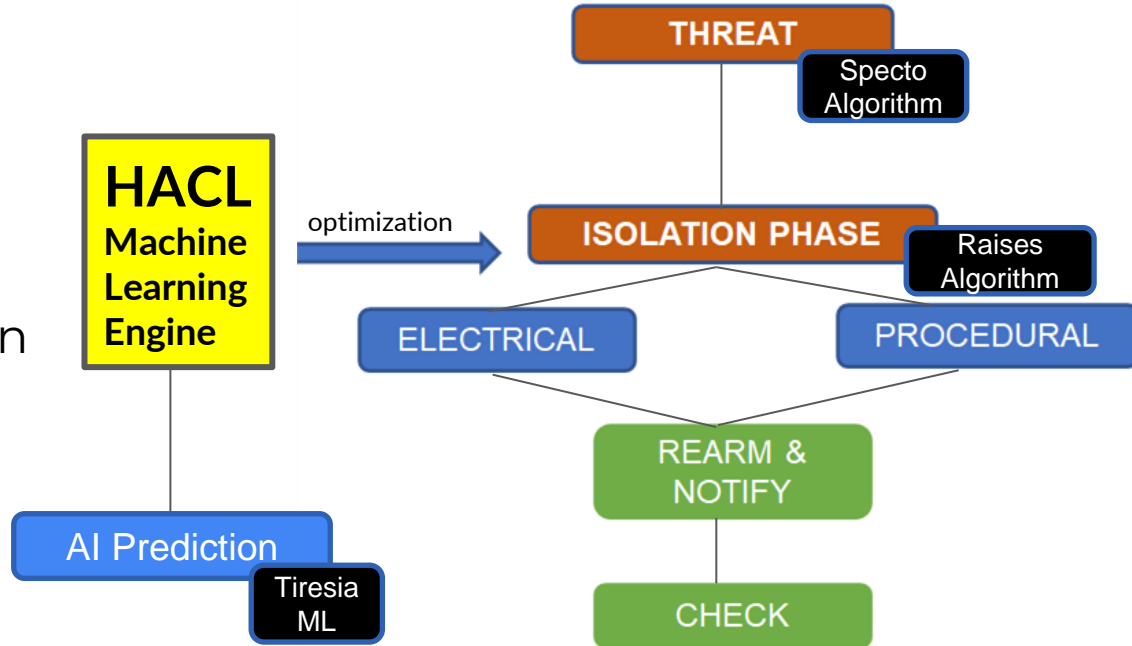 THREAT
Specto
Algorithm
HACL
Machine
Learning
Engine
optimization
ISOLATION PHASE
Raises
Algorithm
n
ELECTRICAL
PROCEDURAL
REARM &
NOTIFY
AI Prediction
Tiresia
ML
CHECK